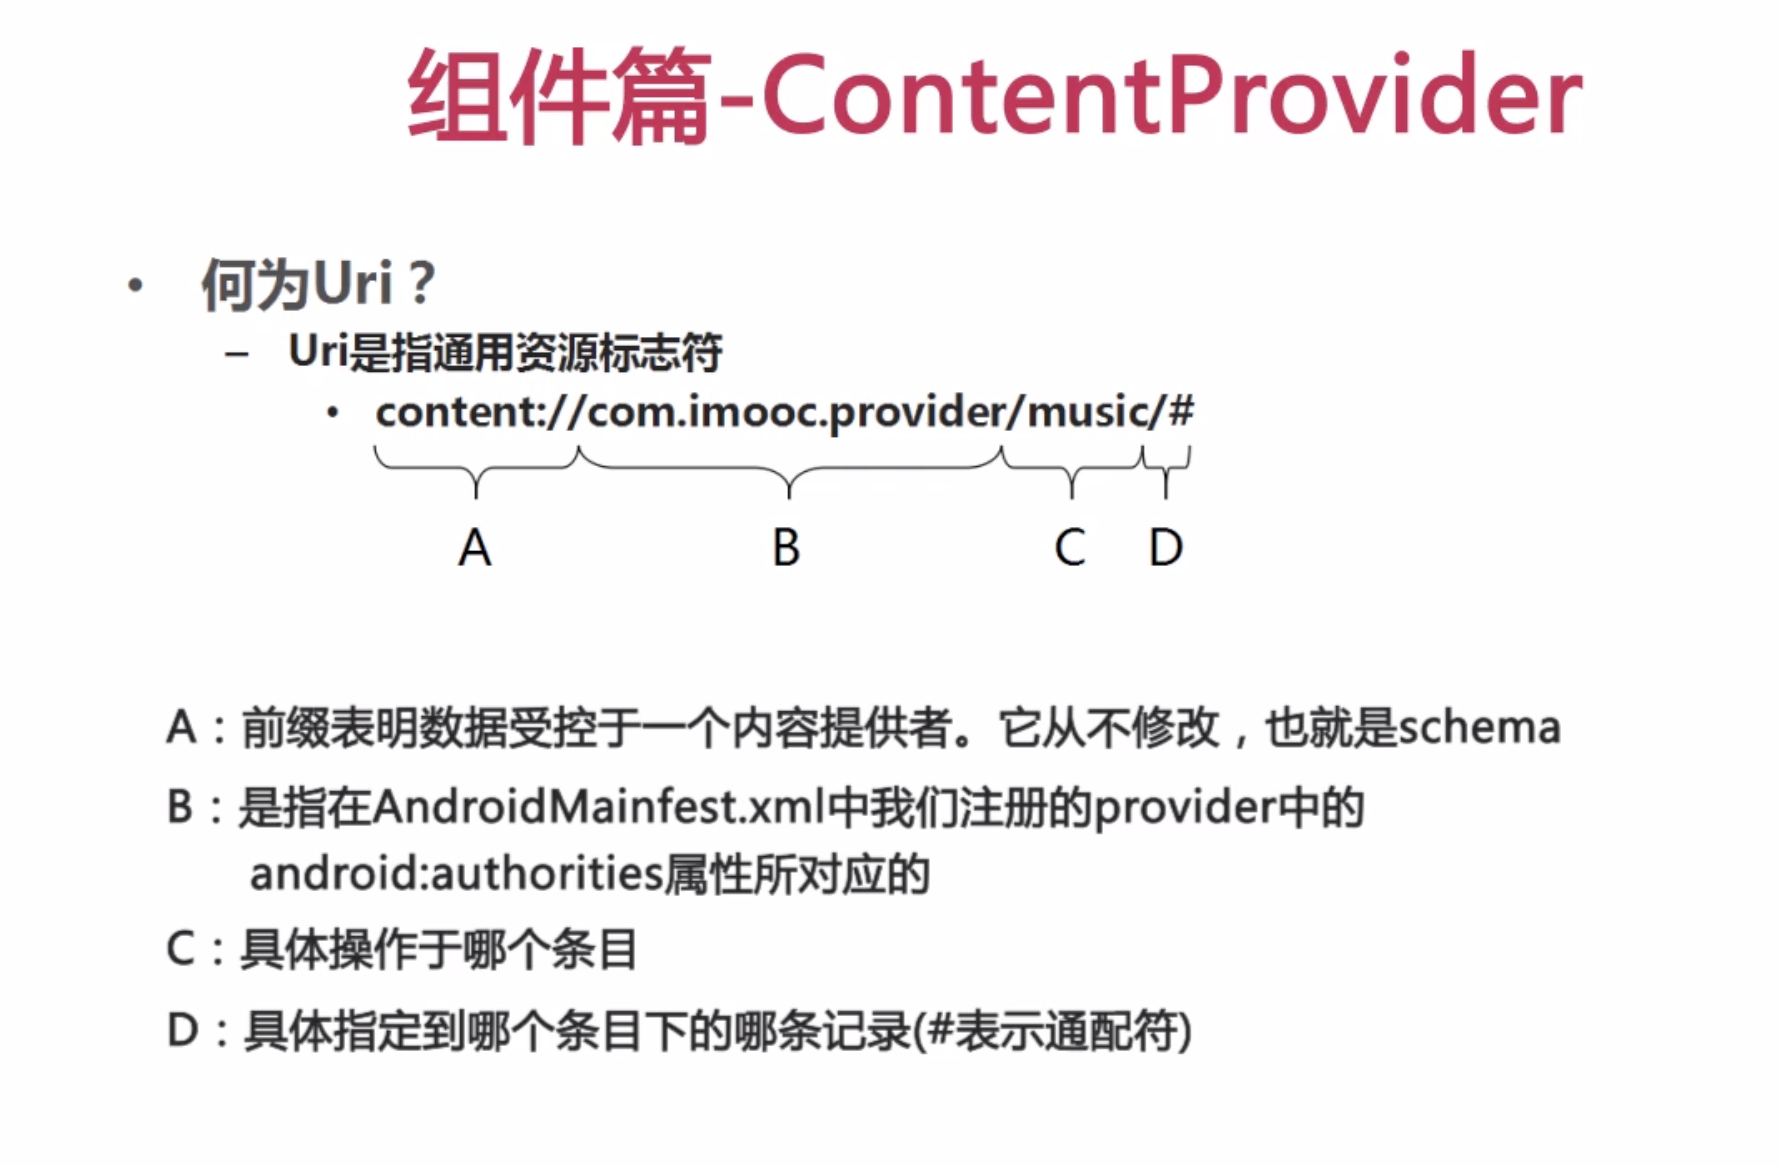 组件篇-ContentProvider
• 何为Uri？
– Uri是指通用资源标志符
• content://com.imooc.provider/music/#
A B C D
A：前缀表明数据受控于一个内容提供者。它从不修改，也就是schema
B：是指在AndroidMainfest.xml中我们注册的provider中的
android:authorities属性所对应的
C：具体操作于哪个条目
D：具体指定到哪个条目下的哪条记录(#表示通配符)